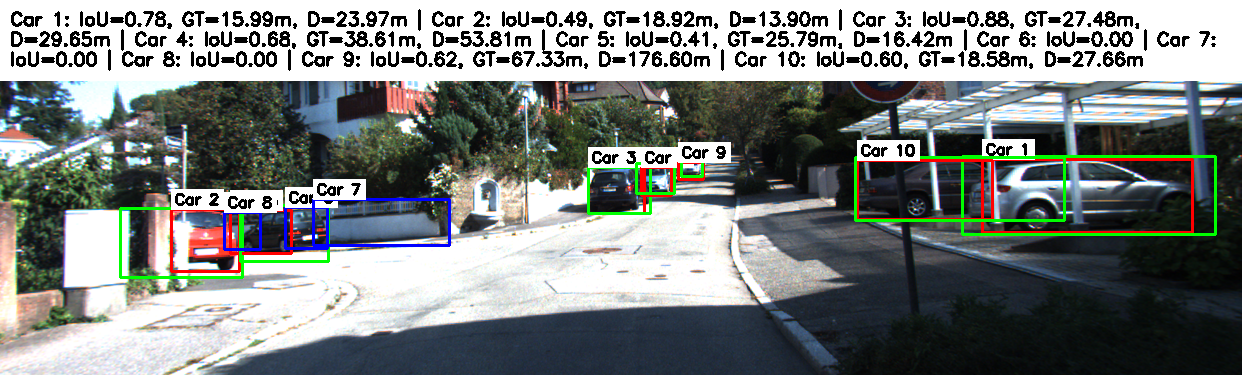 Car 1: IoU=0.78, GT=15.99m, D=23.97m | Car 2: IoU=0.49, GT=18.92m, D=13.90m | Car 3: IoU=0.88, GT=27.48m,
D=29.65m | Car 4: IoU=0.68, GT=38.61m, D=53.81m | Car 5: IoU=0.41, GT=25.79m, D=16.42m | Car 6: IoU=0.00 | Car 7:
IoU=0.00 | Car 8: IoU=0.00 | Car 9: IoU=0.62, GT=67.33m, D=176.60m | Car 10: IoU=0.60, GT=18.58m, D=27.66m
Car 3
Car
Car 9
Car 10
Car 1
Car 2
Car 8
Car 7